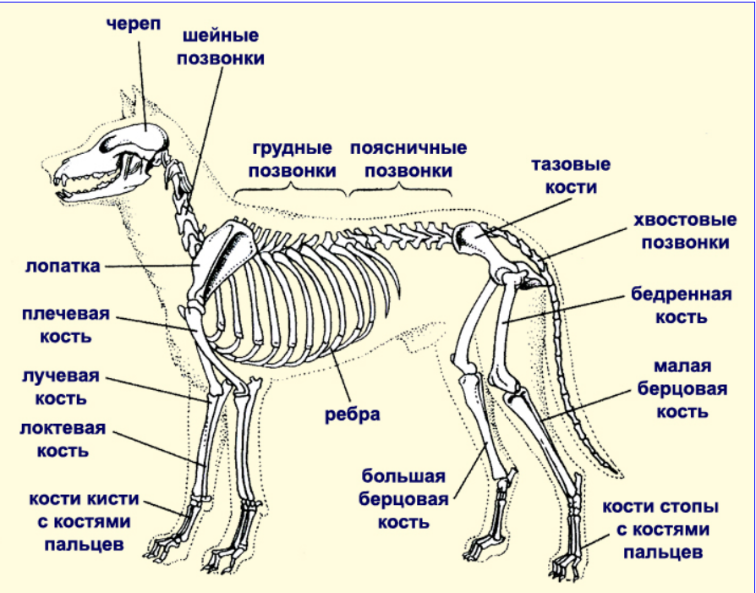 череп
шейные
позвонки
грудные
позвонки
поясничные
позвонки
тазовые
кости
хвостовые
позвонки
лопатка
плечевая
кость
бедренная
кость
лучевая
кость
малая
берцовая
кость
ребра
локтевая
кость
большая
берцовая
кость
кости кисти
с костями
пальцев
кости стопы
с костями
пальцев